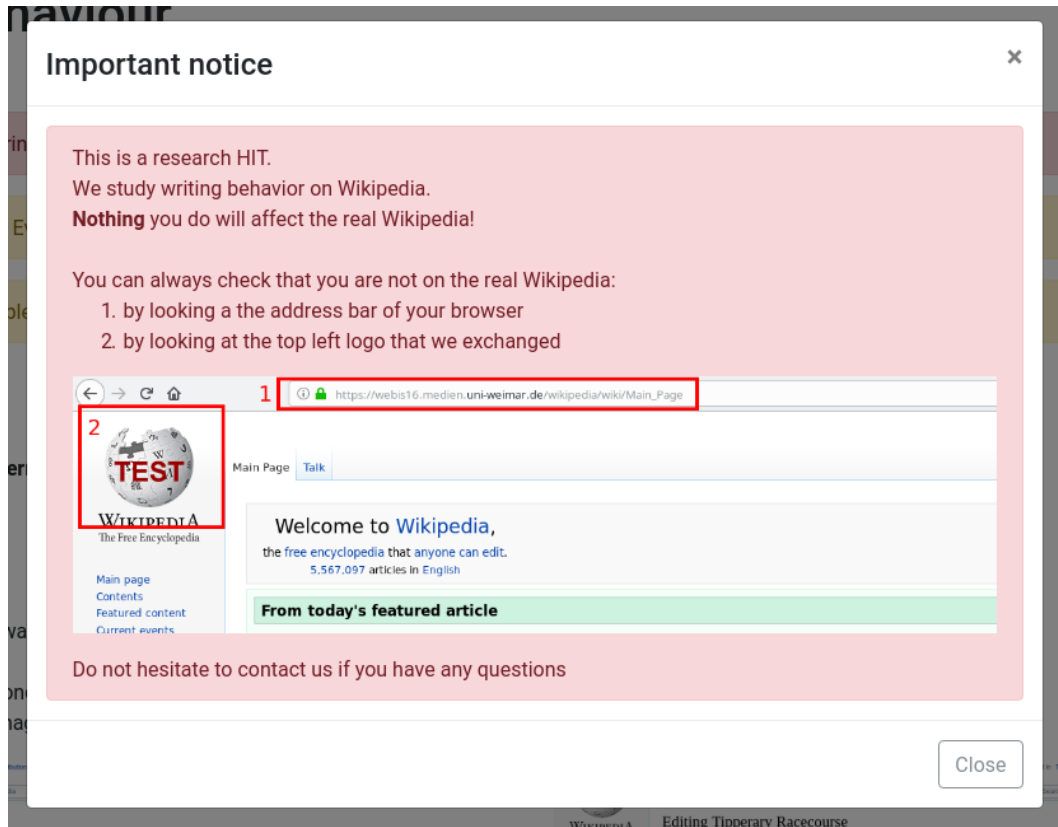 haviour
Important notice
×
This is a research HIT.
We study writing behavior on Wikipedia.
Nothing you do will affect the real Wikipedia!
You can always check that you are not on the real Wikipedia:
1. by looking a the address bar of your browser
2. by looking at the top left logo that we exchanged
1
https://webis16.medien.uni-weimar.de/wikipedia/wiki/Main_Page
2
TEST
WIKIPEDIA
The Free Encyclopedia
Main Page Talk
Welcome to Wikipedia,
the free encyclopedia that anyone can edit.
5,567,097 articles in English
Main page
Contents
Featured content
Current events
From today's featured article
Do not hesitate to contact us if you have any questions
Close
WIKIPEDIA
Editing Tipperary Racecourse